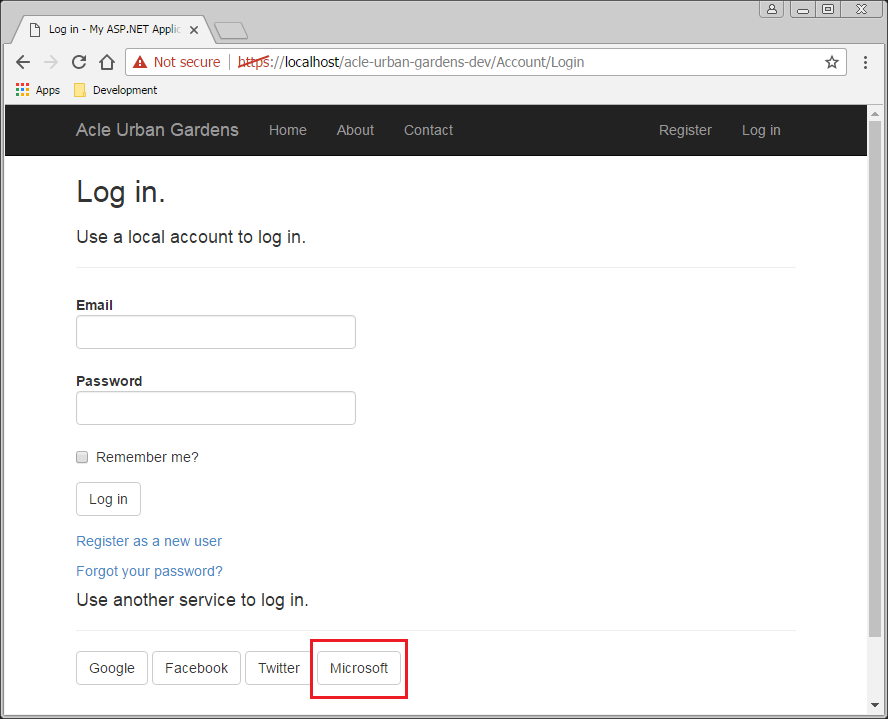 Log in - My ASP.NET Applic
Not secure https://localhost/acle-urban-gardens-dev/Account/Login
Apps Development
Acle Urban Gardens Home About Contact Register Log in
Log in.
Use a local account to log in.
Email
Password
Remember me?
Log in
Register as a new user
Forgot your password?
Use another service to log in.
Google Facebook Twitter Microsoft